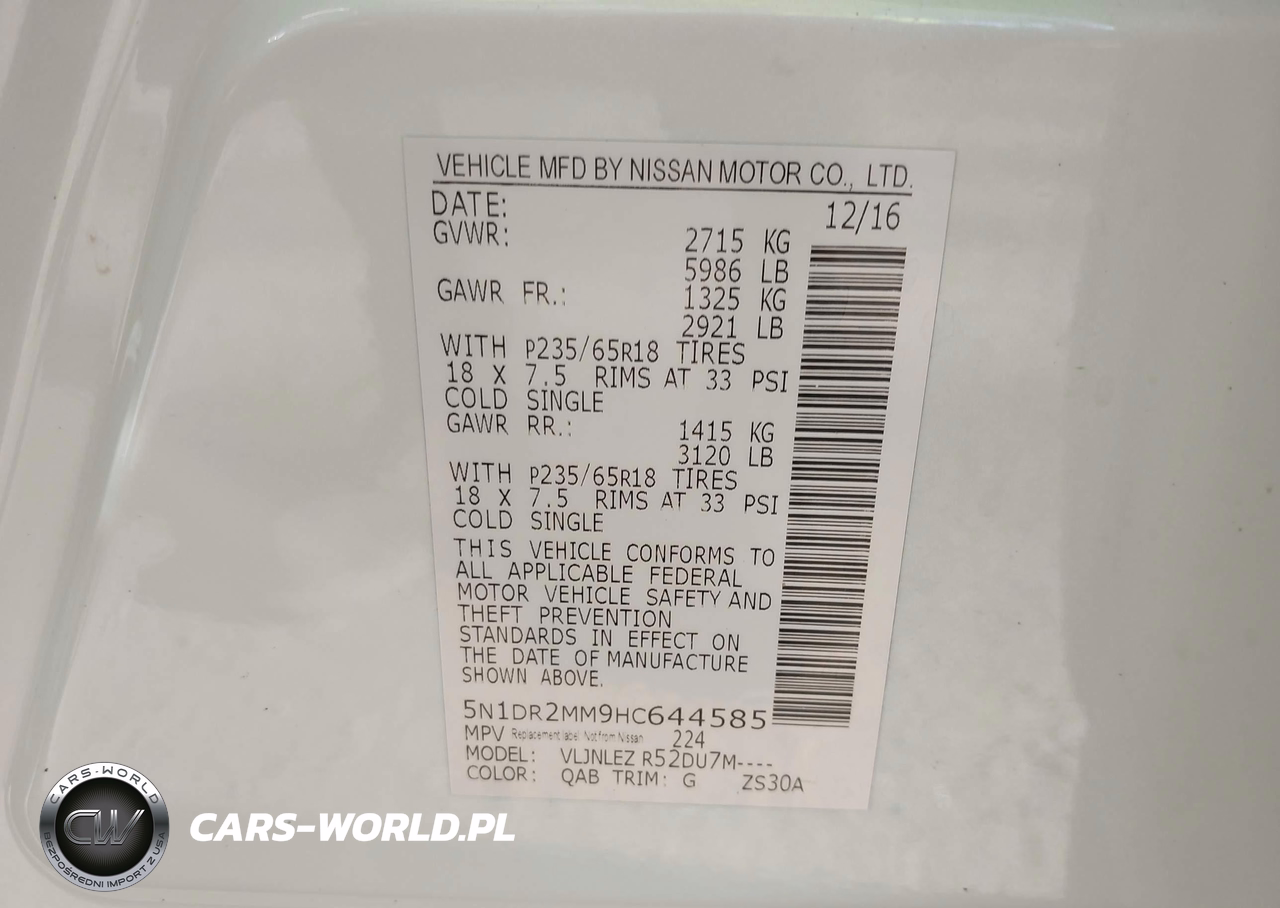 VEHICLE MFD BY NISSAN MOTOR CO., LTD.
DATE: 12/16
GVWR: 2715 KG
5986 LB
GAWR FR.: 1325 KG
2921 LB
WITH P235/65R18 TIRES
18 X 7.5 RIMS AT 33 PSI
COLD SINGLE
GAWR RR.: 1415 KG
3120 LB
WITH P235/65R18 TIRES
18 X 7.5 RIMS AT 33 PSI
COLD SINGLE
THIS VEHICLE CONFORMS TO
ALL APPLICABLE FEDERAL
MOTOR VEHICLE SAFETY AND
THEFT PREVENTION
STANDARDS IN EFFECT ON
THE DATE OF MANUFACTURE
SHOWN ABOVE.
5N1DR2MM9HC644585
MPV Replacement label Not from Nissan 224
MODEL: VLJNLEZ R52DU7M----
COLOR: QAB TRIM: G ZS30A
CARS-WORLD
CW
BEZPOŚREDNI IMPORT Z USA
CARS-WORLD.PL